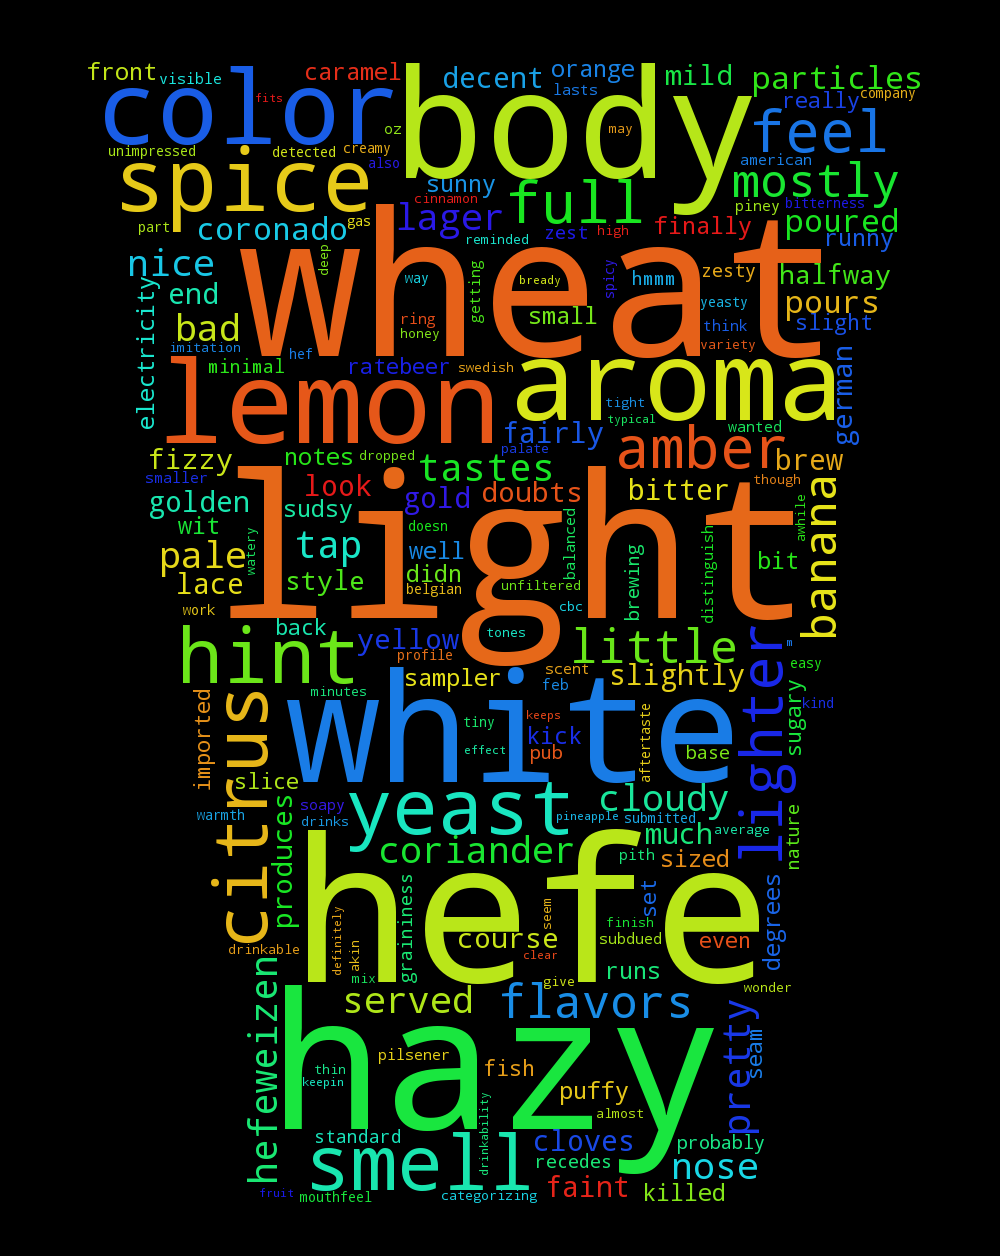 front
visible
color
caramel
fits
body
decent
orange
lasts
mild
particles
really
company
feel
unimpressed
detected
creamy
oz
also
may
american
spice
sunny
cinnamon
full
mostly
piney
bitterness
part
coronado
gas
lager
reminded
zest
high
finally
poured
runny
nice
deep
wheat
way
getting
bready
spicy
hmmm
zesty
halfway
yeasty
pours
electricity
end
bad
ring
honey
small
think
slight
variety
imitation
hef
minimal
ratebeer
swedish
lemon
aroma
german
tight
typical
wanted
fairly
palate
amber
fizzy
notes
dropped
tastes
brew
smaller
look
gold
doubts
bitter
though
golden
sudsy
wit
doesn
light
balanced
distinguish
awhile
banana
pale
watery
tap
well
lace
style
didn
belgian
unfiltered
brewing
bit
work
cbc
back
hint
yellow
tones
little
m
profile
sampler
scent
feb
slightly
easy
lighter
sugary
kind
imported
citrus
minutes
white
tiny
keeps
effect
kick
pub
aftertaste
base
slice
warmth
produces
soapy
drinks
yeast
pineapple
cloudy
submitted
much
average
nature
coriander
pith
sized
hefe
set
degrees
graininess
seem
finish
drinkable
definitely
akin
course
clear
subdued
even
mix
give
runs
wonder
hefeweizen
served
flavors
pretty
seam
hazy
pilsener
thin
keepin
fish
puffy
almost
standard
drinkability
cloves
probably
smell
recedes
nose
fruit
mouthfeel
categorizing
faint
killed